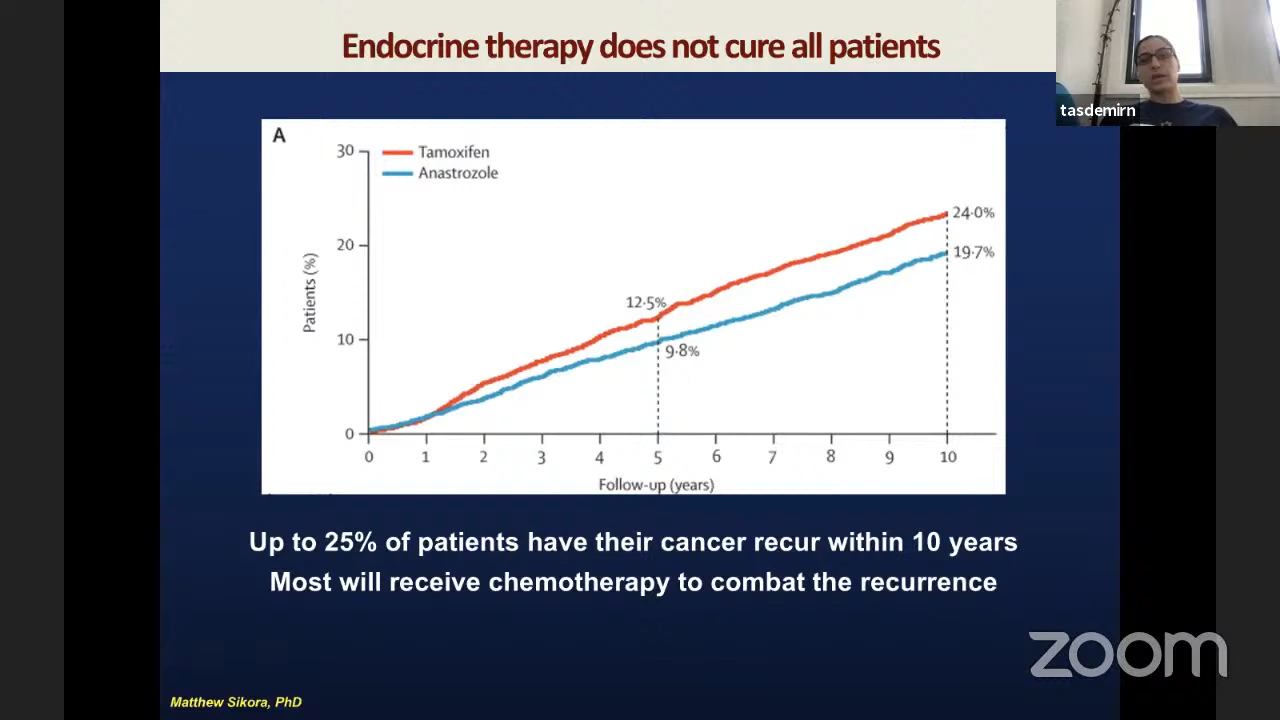 Endocrine therapy does not cure all patients
tasdemirn
A
30
Tamoxifen
Anastrozole
24·0%
20
19·7%
Patients (%)
12·5%
10
9·8%
0
0 1 2 3 4 5 6 7 8 9 10
Follow-up (years)
Up to 25% of patients have their cancer recur within 10 years
Most will receive chemotherapy to combat the recurrence
zoom
Matthew Sikora, PhD